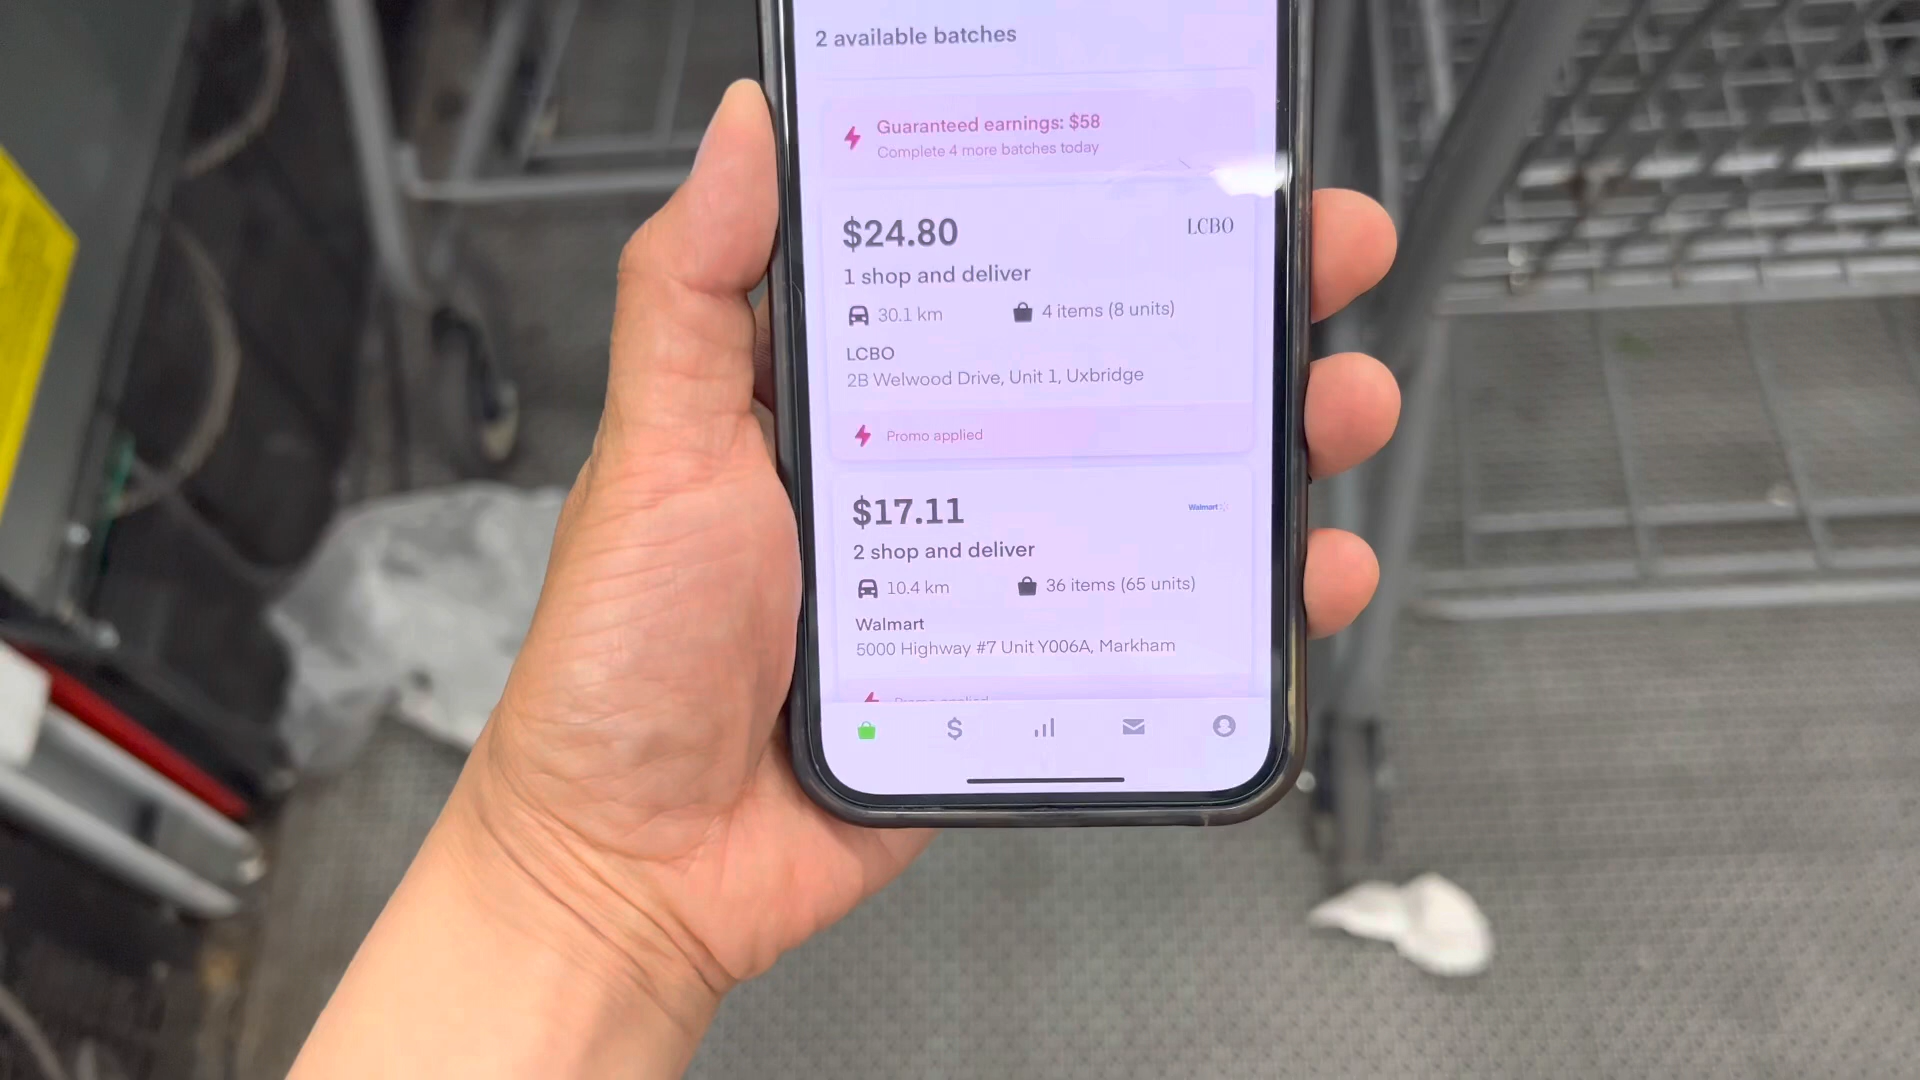 2 available batches
Guaranteed earnings: $58
Complete 4 more batches today
$24.80
LCBO
1 shop and deliver
30.1 km
4 items (8 units)
LCBO
2B Welwood Drive, Unit 1, Uxbridge
Promo applied
$17.11
Walmart
2 shop and deliver
10.4 km
36 items (65 units)
Walmart
5000 Highway #7 Unit Y006A, Markham
Promo applied
$